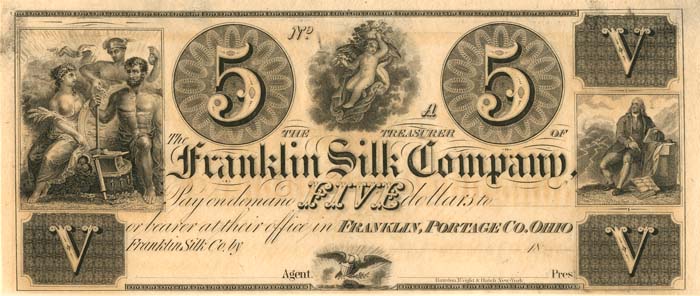 No
5 5 V
A
THE TREASURER OF
The
Franklin Silk Company.
Pay on demand FIVE dollars to
or bearer at their office in FRANKLIN, PORTAGE CO. OHIO
Franklin Silk Co. by 18
V V
Agent. Pres